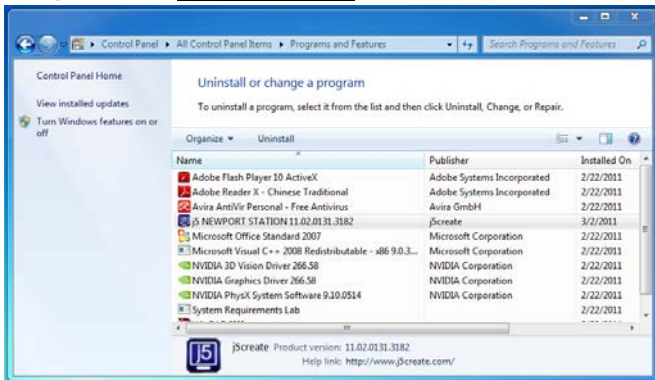 Control Panel ▸ All Control Panel Items ▸ Programs and Features
Search Programs and Features
Control Panel Home
View installed updates
Turn Windows features on or off
Uninstall or change a program
To uninstall a program, select it from the list and then click Uninstall, Change, or Repair.
Organize Uninstall
Name Publisher Installed On
Adobe Flash Player 10 ActiveX Adobe Systems Incorporated 2/22/2011
Adobe Reader X - Chinese Traditional Adobe Systems Incorporated 2/22/2011
Avira AntiVir Personal - Free Antivirus Avira GmbH 2/22/2011
j5 NEWPORT STATION 11.02.0131.3182 j5create 3/2/2011
Microsoft Office Standard 2007 Microsoft Corporation 2/22/2011
Microsoft Visual C++ 2008 Redistributable - x86 9.0.3... Microsoft Corporation 2/22/2011
NVIDIA 3D Vision Driver 266.58 NVIDIA Corporation 2/22/2011
NVIDIA Graphics Driver 266.58 NVIDIA Corporation 2/22/2011
NVIDIA PhysX System Software 9.10.0514 NVIDIA Corporation 2/22/2011
System Requirements Lab 2/22/2011
j5create Product version: 11.02.0131.3182
Help link: http://www.j5create.com/